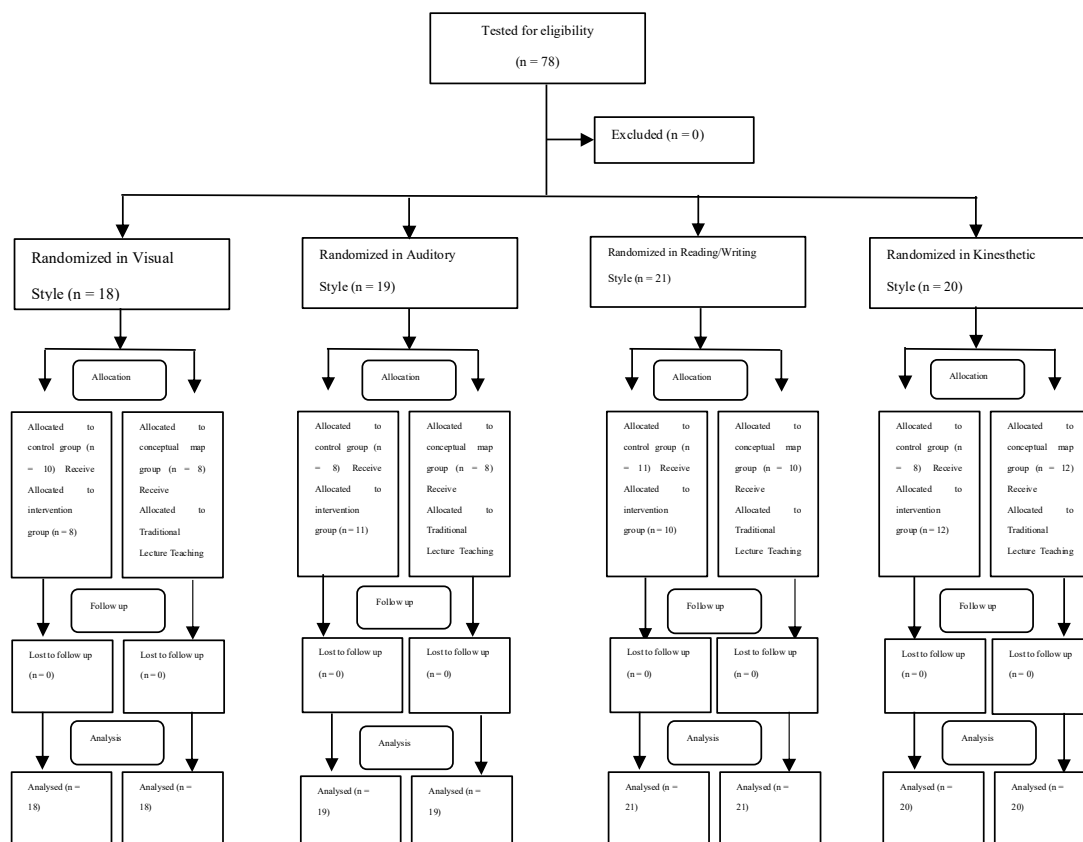 Tested for eligibility
(n = 78)
Excluded (n = 0)
Randomized in Visual
Style (n = 18)
Randomized in Auditory
Style (n = 19)
Randomized in Reading/Writing
Style (n = 21)
Randomized in Kinesthetic
Style (n = 20)
Allocation
Allocation
Allocation
Allocation
Allocated to
control group (n
= 10) Receive
Allocated to
intervention
group (n = 8)
Allocated to
conceptual map
group (n = 8)
Receive
Allocated to
Traditional
Lecture Teaching
Allocated to
control group (n
= 8) Receive
Allocated to
intervention
group (n = 11)
Allocated to
conceptual map
group (n = 8)
Receive
Allocated to
Traditional
Lecture Teaching
Allocated to
control group (n =
11) Receive
Allocated to
intervention
group (n = 10)
Allocated to
conceptual map
group (n = 10)
Receive
Allocated to
Traditional
Lecture Teaching
Allocated to
control group (n
= 8) Receive
Allocated to
intervention
group (n = 12)
Allocated to
conceptual map
group (n = 12)
Receive
Allocated to
Traditional
Lecture Teaching
Follow up
Follow up
Follow up
Follow up
Lost to follow up
(n = 0)
Lost to follow up
(n = 0)
Lost to follow up
(n = 0)
Lost to follow up
(n = 0)
Lost to follow up
(n = 0)
Lost to follow up
(n = 0)
Lost to follow up
(n = 0)
Lost to follow up
(n = 0)
Analysis
Analysis
Analysis
Analysis
Analysed (n =
18)
Analysed (n =
18)
Analysed (n =
19)
Analysed (n =
19)
Analysed (n =
21)
Analysed (n =
21)
Analysed (n =
20)
Analysed (n =
20)